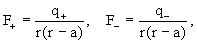 F₊ = q₊ / r(r − a), F₋ = q₋ / r(r − a),